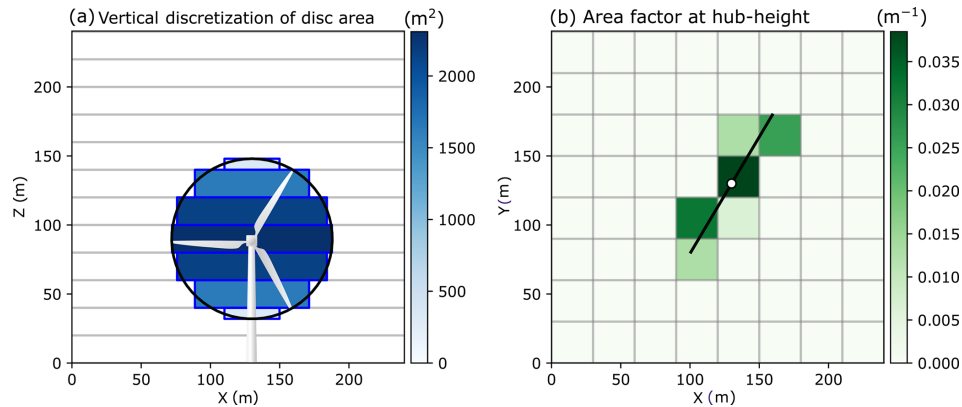 (a) Vertical discretization of disc area
(m²)
2000
1500
1000
500
0
200
150
100
50
0
Z (m)
0 50 100 150 200
X (m)
(b) Area factor at hub-height
(m⁻¹)
0.035
0.030
0.025
0.020
0.015
0.010
0.005
0.000
200
150
100
50
0
Y (m)
0 50 100 150 200
X (m)